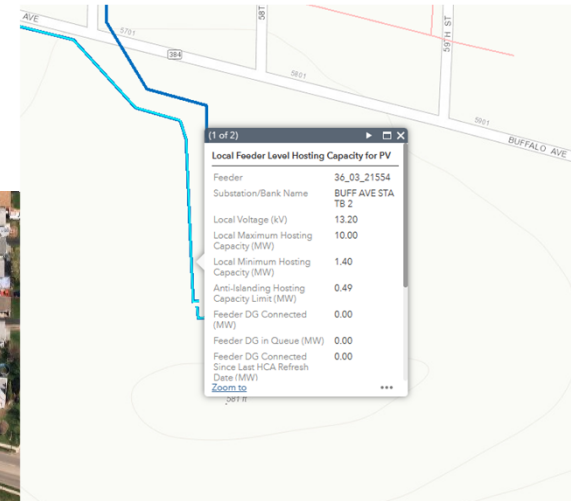 AVE
5701
384
58T
59TH ST
5801
5901
BUFFALO AVE
(1 of 2)
Local Feeder Level Hosting Capacity for PV
Feeder 36_03_21554
Substation/Bank Name BUFF AVE STA
TB 2
Local Voltage (kV) 13.20
Local Maximum Hosting 10.00
Capacity (MW)
Local Minimum Hosting 1.40
Capacity (MW)
Anti-Islanding Hosting 0.49
Capacity Limit (MW)
Feeder DG Connected 0.00
(MW)
Feeder DG in Queue (MW) 0.00
Feeder DG Connected 0.00
Since Last HCA Refresh
Date (MW)
Zoom to
581 ft